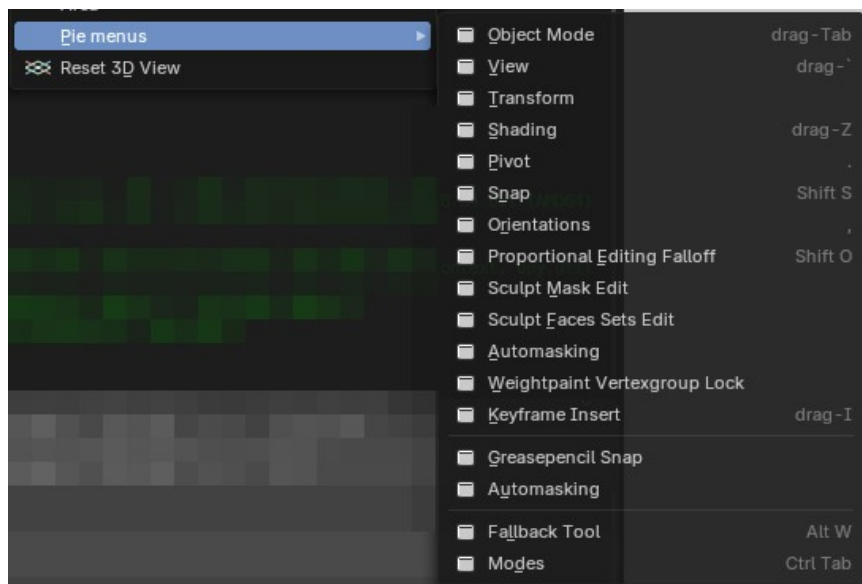 Pie menus
Reset 3D View
Object Mode drag-Tab
View drag-`
Transform
Shading drag-Z
Pivot .
Snap Shift S
Orientations ,
Proportional Editing Falloff Shift O
Sculpt Mask Edit
Sculpt Faces Sets Edit
Automasking
Weightpaint Vertexgroup Lock
Keyframe Insert drag-I
Greasepencil Snap
Automasking
Fallback Tool Alt W
Modes Ctrl Tab